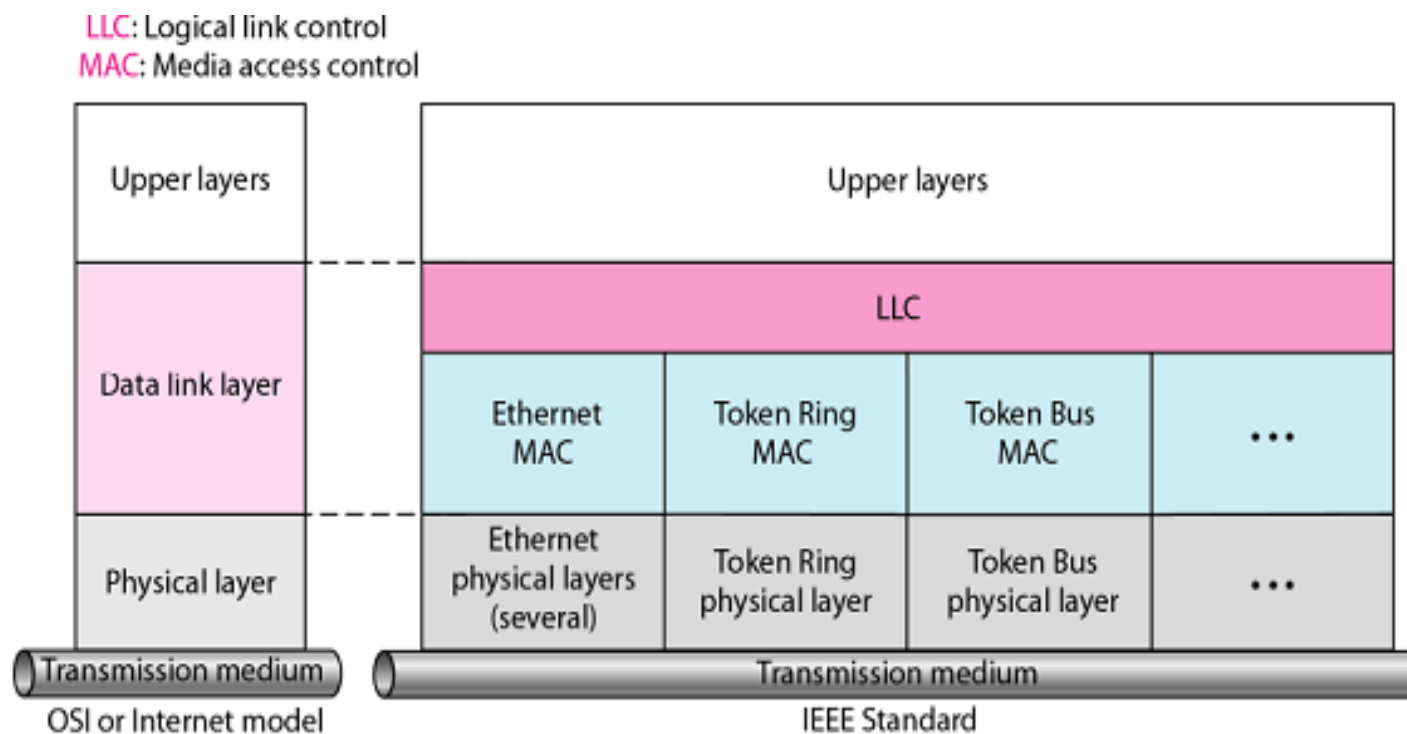 LLC: Logical link control
MAC: Media access control
Upper layers
Upper layers
LLC
Data link layer
Ethernet
MAC
Token Ring
MAC
Token Bus
MAC
...
Physical layer
Ethernet
physical layers
(several)
Token Ring
physical layer
Token Bus
physical layer
...
Transmission medium
Transmission medium
OSI or Internet model
IEEE Standard